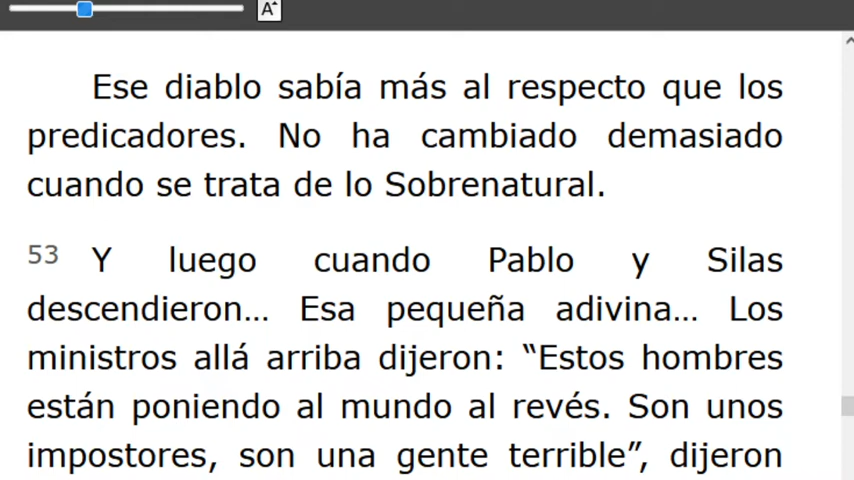 A
Ese diablo sabía más al respecto que los
predicadores. No ha cambiado demasiado
cuando se trata de lo Sobrenatural.
53 Y luego cuando Pablo y Silas
descendieron... Esa pequeña adivina... Los
ministros allá arriba dijeron: “Estos hombres
están poniendo al mundo al revés. Son unos
impostores, son una gente terrible”, dijeron